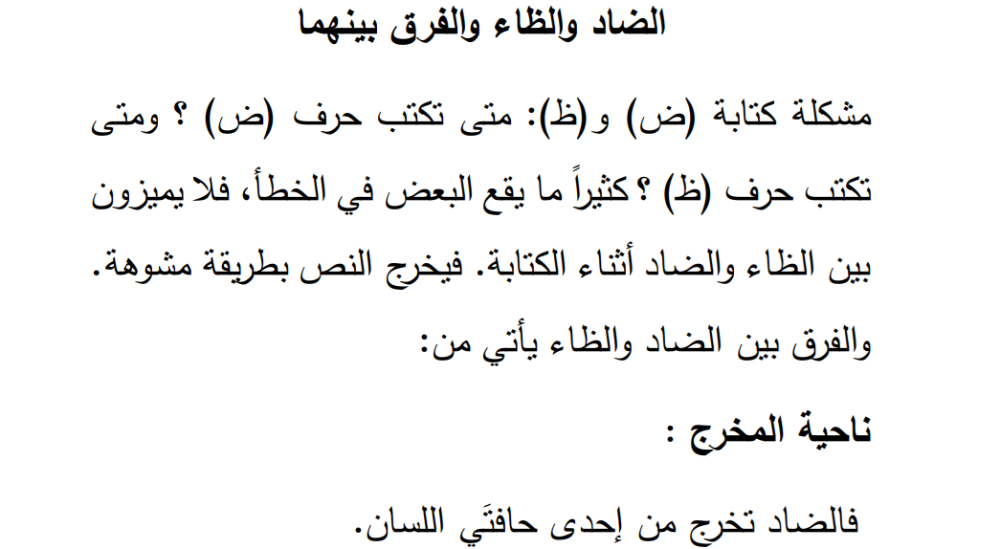 الضاد والظاء والفرق بينهما
مشكلة كتابة (ض) و(ظ): متى تكتب حرف (ض) ؟ ومتى
تكتب حرف (ظ) ؟ كثيراً ما يقع البعض في الخطأ، فلا يميزون
بين الظاء والضاد أثناء الكتابة. فيخرج النص بطريقة مشوهة.
والفرق بين الضاد والظاء يأتي من:
ناحية المخرج :
فالضاد تخرج من إحدى حافتَي اللسان.